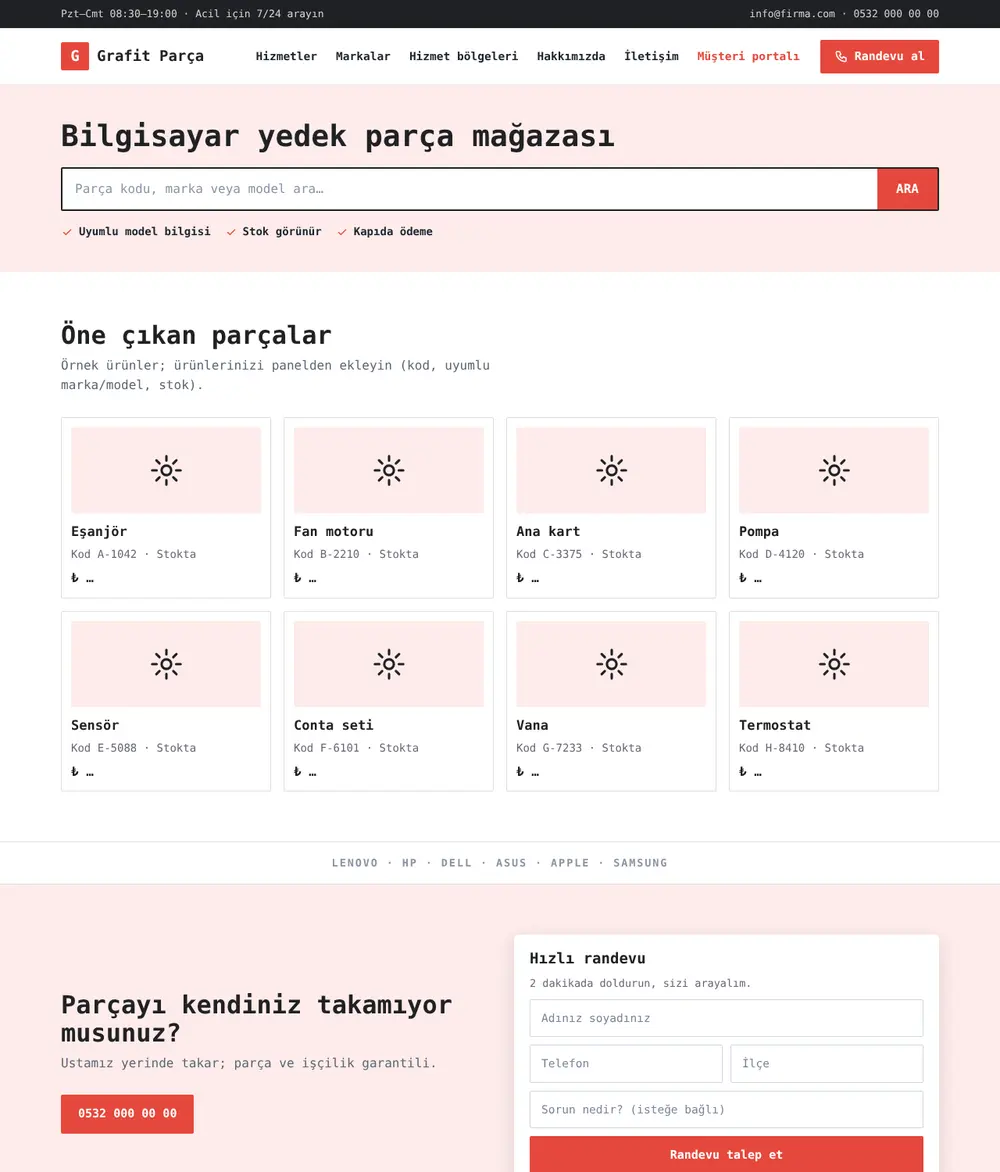 Pzt–Cmt 08:30–19:00 · Acil için 7/24 arayın
info@firma.com · 0532 000 00 00
G Grafit Parça
Hizmetler Markalar Hizmet bölgeleri Hakkımızda İletişim Müşteri portalı Randevu al
Bilgisayar yedek parça mağazası
Parça kodu, marka veya model ara…
ARA
Uyumlu model bilgisi Stok görünür Kapıda ödeme
Öne çıkan parçalar
Örnek ürünler; ürünlerinizi panelden ekleyin (kod, uyumlu
marka/model, stok).
Eşanjör
Kod A-1042 · Stokta
₺ …
Fan motoru
Kod B-2210 · Stokta
₺ …
Ana kart
Kod C-3375 · Stokta
₺ …
Pompa
Kod D-4120 · Stokta
₺ …
Sensör
Kod E-5088 · Stokta
₺ …
Conta seti
Kod F-6101 · Stokta
₺ …
Vana
Kod G-7233 · Stokta
₺ …
Termostat
Kod H-8410 · Stokta
₺ …
LENOVO · HP · DELL · ASUS · APPLE · SAMSUNG
Parçayı kendiniz takamıyor
musunuz?
Ustamız yerinde takar; parça ve işçilik garantili.
0532 000 00 00
Hızlı randevu
2 dakikada doldurun, sizi arayalım.
Adınız soyadınız
Telefon
İlçe
Sorun nedir? (isteğe bağlı)
Randevu talep et